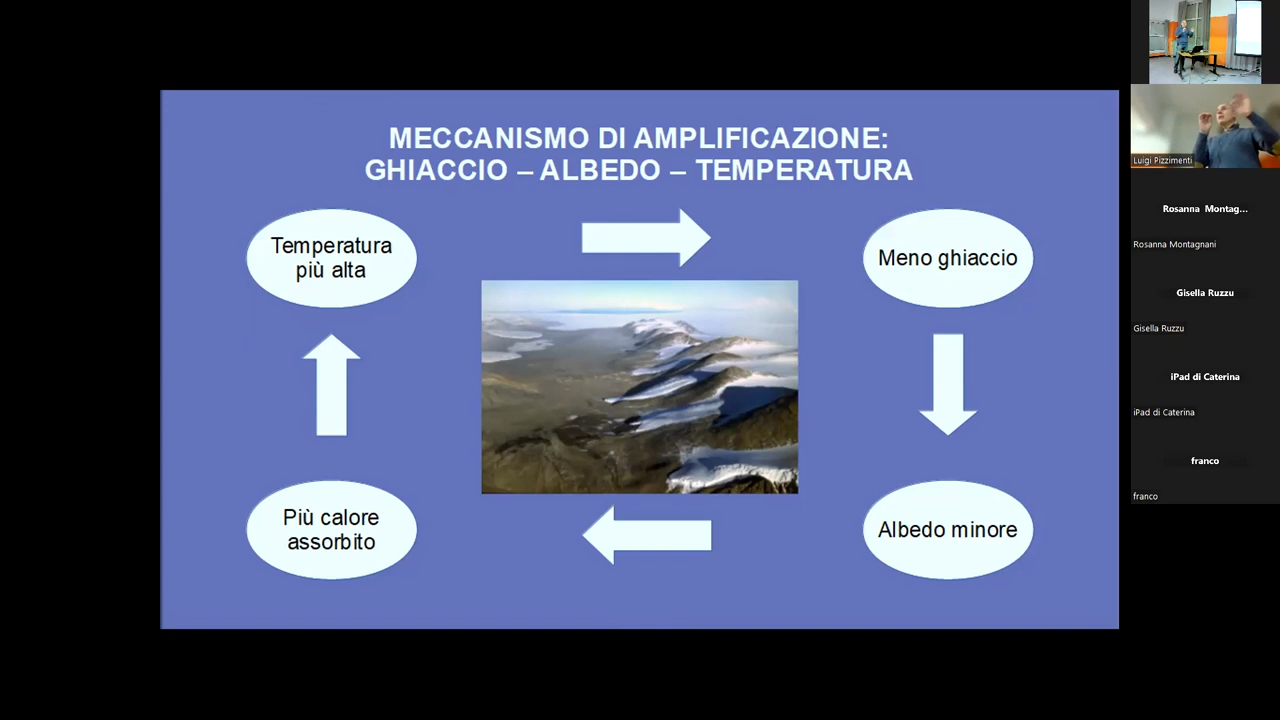 MECCANISMO DI AMPLIFICAZIONE:
GHIACCIO – ALBEDO – TEMPERATURA
Temperatura
più alta
Meno ghiaccio
Più calore
assorbito
Albedo minore
Luigi Pizzimenti
Rosanna Montag...
Rosanna Montagnani
Gisella Ruzzu
Gisella Ruzzu
iPad di Caterina
iPad di Caterina
franco
franco